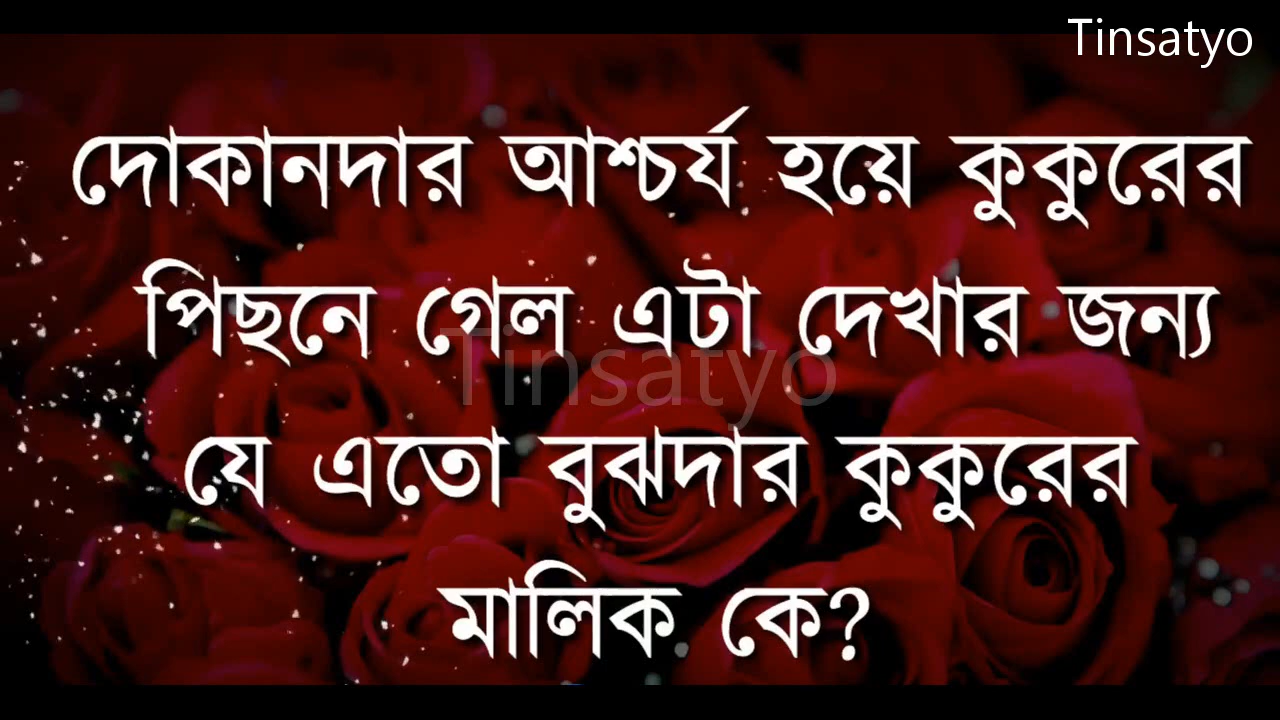 Tinsatyo
দোকানদার আশ্চর্য হয়ে কুকুরের
পিছনে গেল এটা দেখার জন্য
Tinsatyo
যে এতো বুঝদার কুকুরের
মালিক কে?